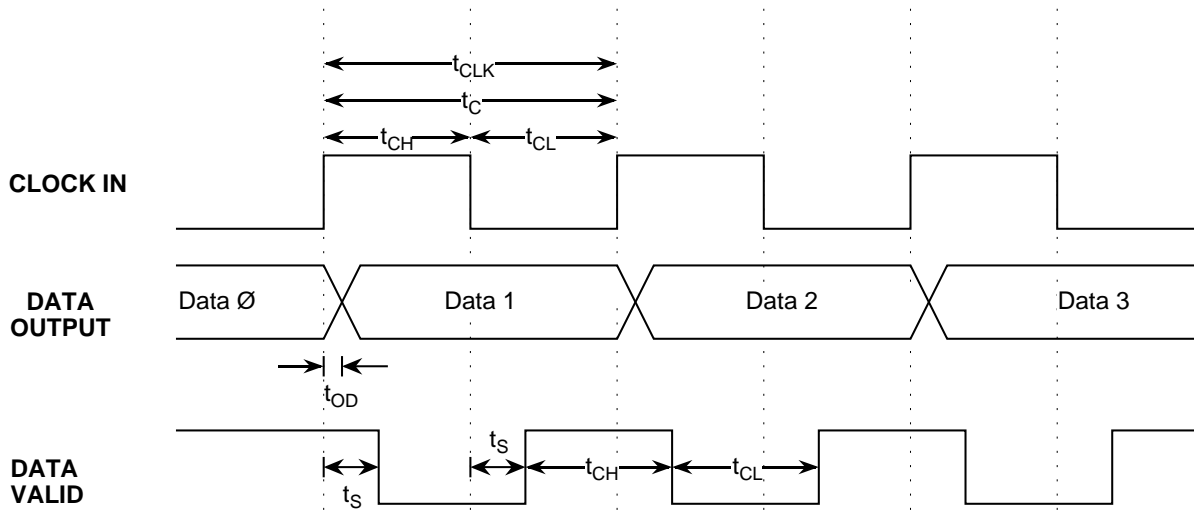 tCLK
tC
tCH tCL
CLOCK IN
DATA
OUTPUT
Data Ø Data 1 Data 2 Data 3
tOD
DATA
VALID
tS tS tCH tCL